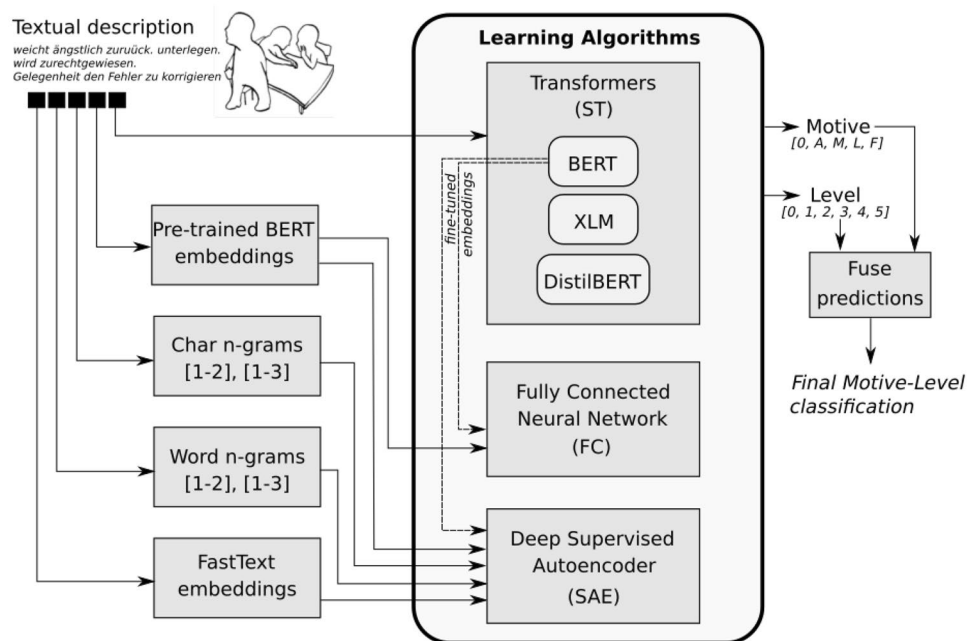 Textual description
weicht ängstlich zuruück. unterlegen.
wird zurechtgewiesen.
Gelegenheit den Fehler zu korrigieren
Learning Algorithms
Transformers
(ST)
BERT
XLM
DistilBERT
fine-tuned
embeddings
Pre-trained BERT
embeddings
Char n-grams
[1-2], [1-3]
Word n-grams
[1-2], [1-3]
FastText
embeddings
Fully Connected
Neural Network
(FC)
Deep Supervised
Autoencoder
(SAE)
Motive
[0, A, M, L, F]
Level
[0, 1, 2, 3, 4, 5]
Fuse
predictions
Final Motive-Level
classification